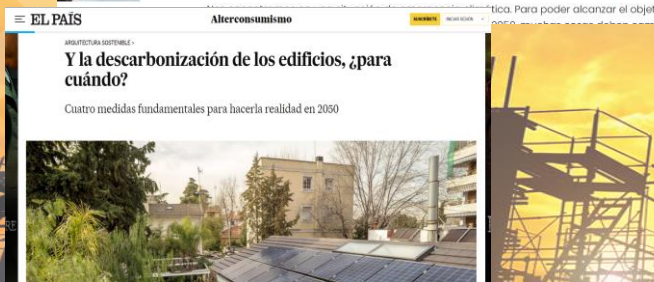 tica. Para poder alcanzar el objet
EL PAÍS
Alterconsumismo
SUSCRÍBETE
INICIAR SESIÓN
ARQUITECTURA SOSTENIBLE >
Y la descarbonización de los edificios, ¿para
cuándo?
Cuatro medidas fundamentales para hacerla realidad en 2050